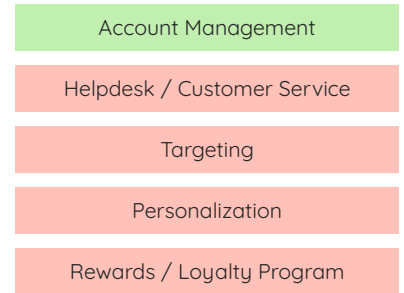 Account Management
Helpdesk / Customer Service
Targeting
Personalization
Rewards / Loyalty Program